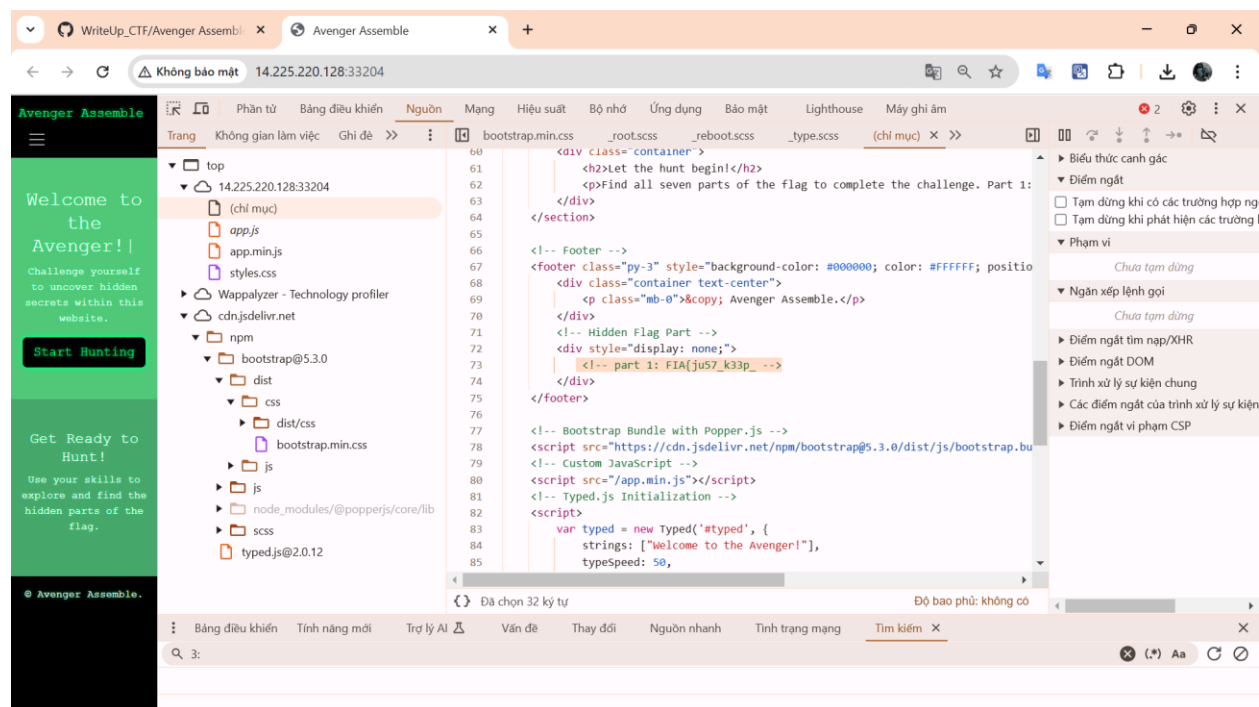 WriteUp_CTF/Avenger Assembl
Avenger Assemble
Không bảo mật 14.225.220.128:33204
Avenger Assemble
Welcome to
the
Avenger!|
Challenge yourself
to uncover hidden
secrets within this
website.
Start Hunting
Get Ready to
Hunt!
Use your skills to
explore and find the
hidden parts of the
flag.
© Avenger Assemble.
Phần tử Bảng điều khiển Nguồn Mạng Hiệu suất Bộ nhớ Ứng dụng Bảo mật Lighthouse Máy ghi âm 2
Trang Không gian làm việc Ghi đè
top
14.225.220.128:33204
(chỉ mục)
app.js
app.min.js
styles.css
Wappalyzer - Technology profiler
cdn.jsdelivr.net
npm
bootstrap@5.3.0
dist
css
dist/css
bootstrap.min.css
js
js
node_modules/@popperjs/core/lib
scss
typed.js@2.0.12
bootstrap.min.css _root.scss _reboot.scss _type.scss (chỉ mục)
60 <div class="container">
61 <h2>Let the hunt begin!</h2>
62 <p>Find all seven parts of the flag to complete the challenge. Part 1:
63 </div>
64 </section>
65
66 <!-- Footer -->
67 <footer class="py-3" style="background-color: #000000; color: #FFFFFF; positio
68 <div class="container text-center">
69 <p class="mb-0">&copy; Avenger Assemble.</p>
70 </div>
71 <!-- Hidden Flag Part -->
72 <div style="display: none;">
73 <!-- part 1: FIA{ju57_k33p_ -->
74 </div>
75 </footer>
76
77 <!-- Bootstrap Bundle with Popper.js -->
78 <script src="https://cdn.jsdelivr.net/npm/bootstrap@5.3.0/dist/js/bootstrap.bu
79 <!-- Custom JavaScript -->
80 <script src="/app.min.js"></script>
81 <!-- Typed.js Initialization -->
82 <script>
83 var typed = new Typed('#typed', {
84 strings: ["Welcome to the Avenger!"],
85 typeSpeed: 50,
{} Đã chọn 32 ký tự Độ bao phủ: không có
Biểu thức canh gác
Điểm ngắt
Tạm dừng khi có các trường hợp ng
Tạm dừng khi phát hiện các trường
Phạm vi
Chưa tạm dừng
Ngăn xếp lệnh gọi
Chưa tạm dừng
Điểm ngắt tìm nạp/XHR
Điểm ngắt DOM
Trình xử lý sự kiện chung
Các điểm ngắt của trình xử lý sự kiện
Điểm ngắt vi phạm CSP
Bảng điều khiển Tính năng mới Trợ lý AI Vấn đề Thay đổi Nguồn nhanh Tình trạng mạng Tìm kiếm
3: (.*) Aa